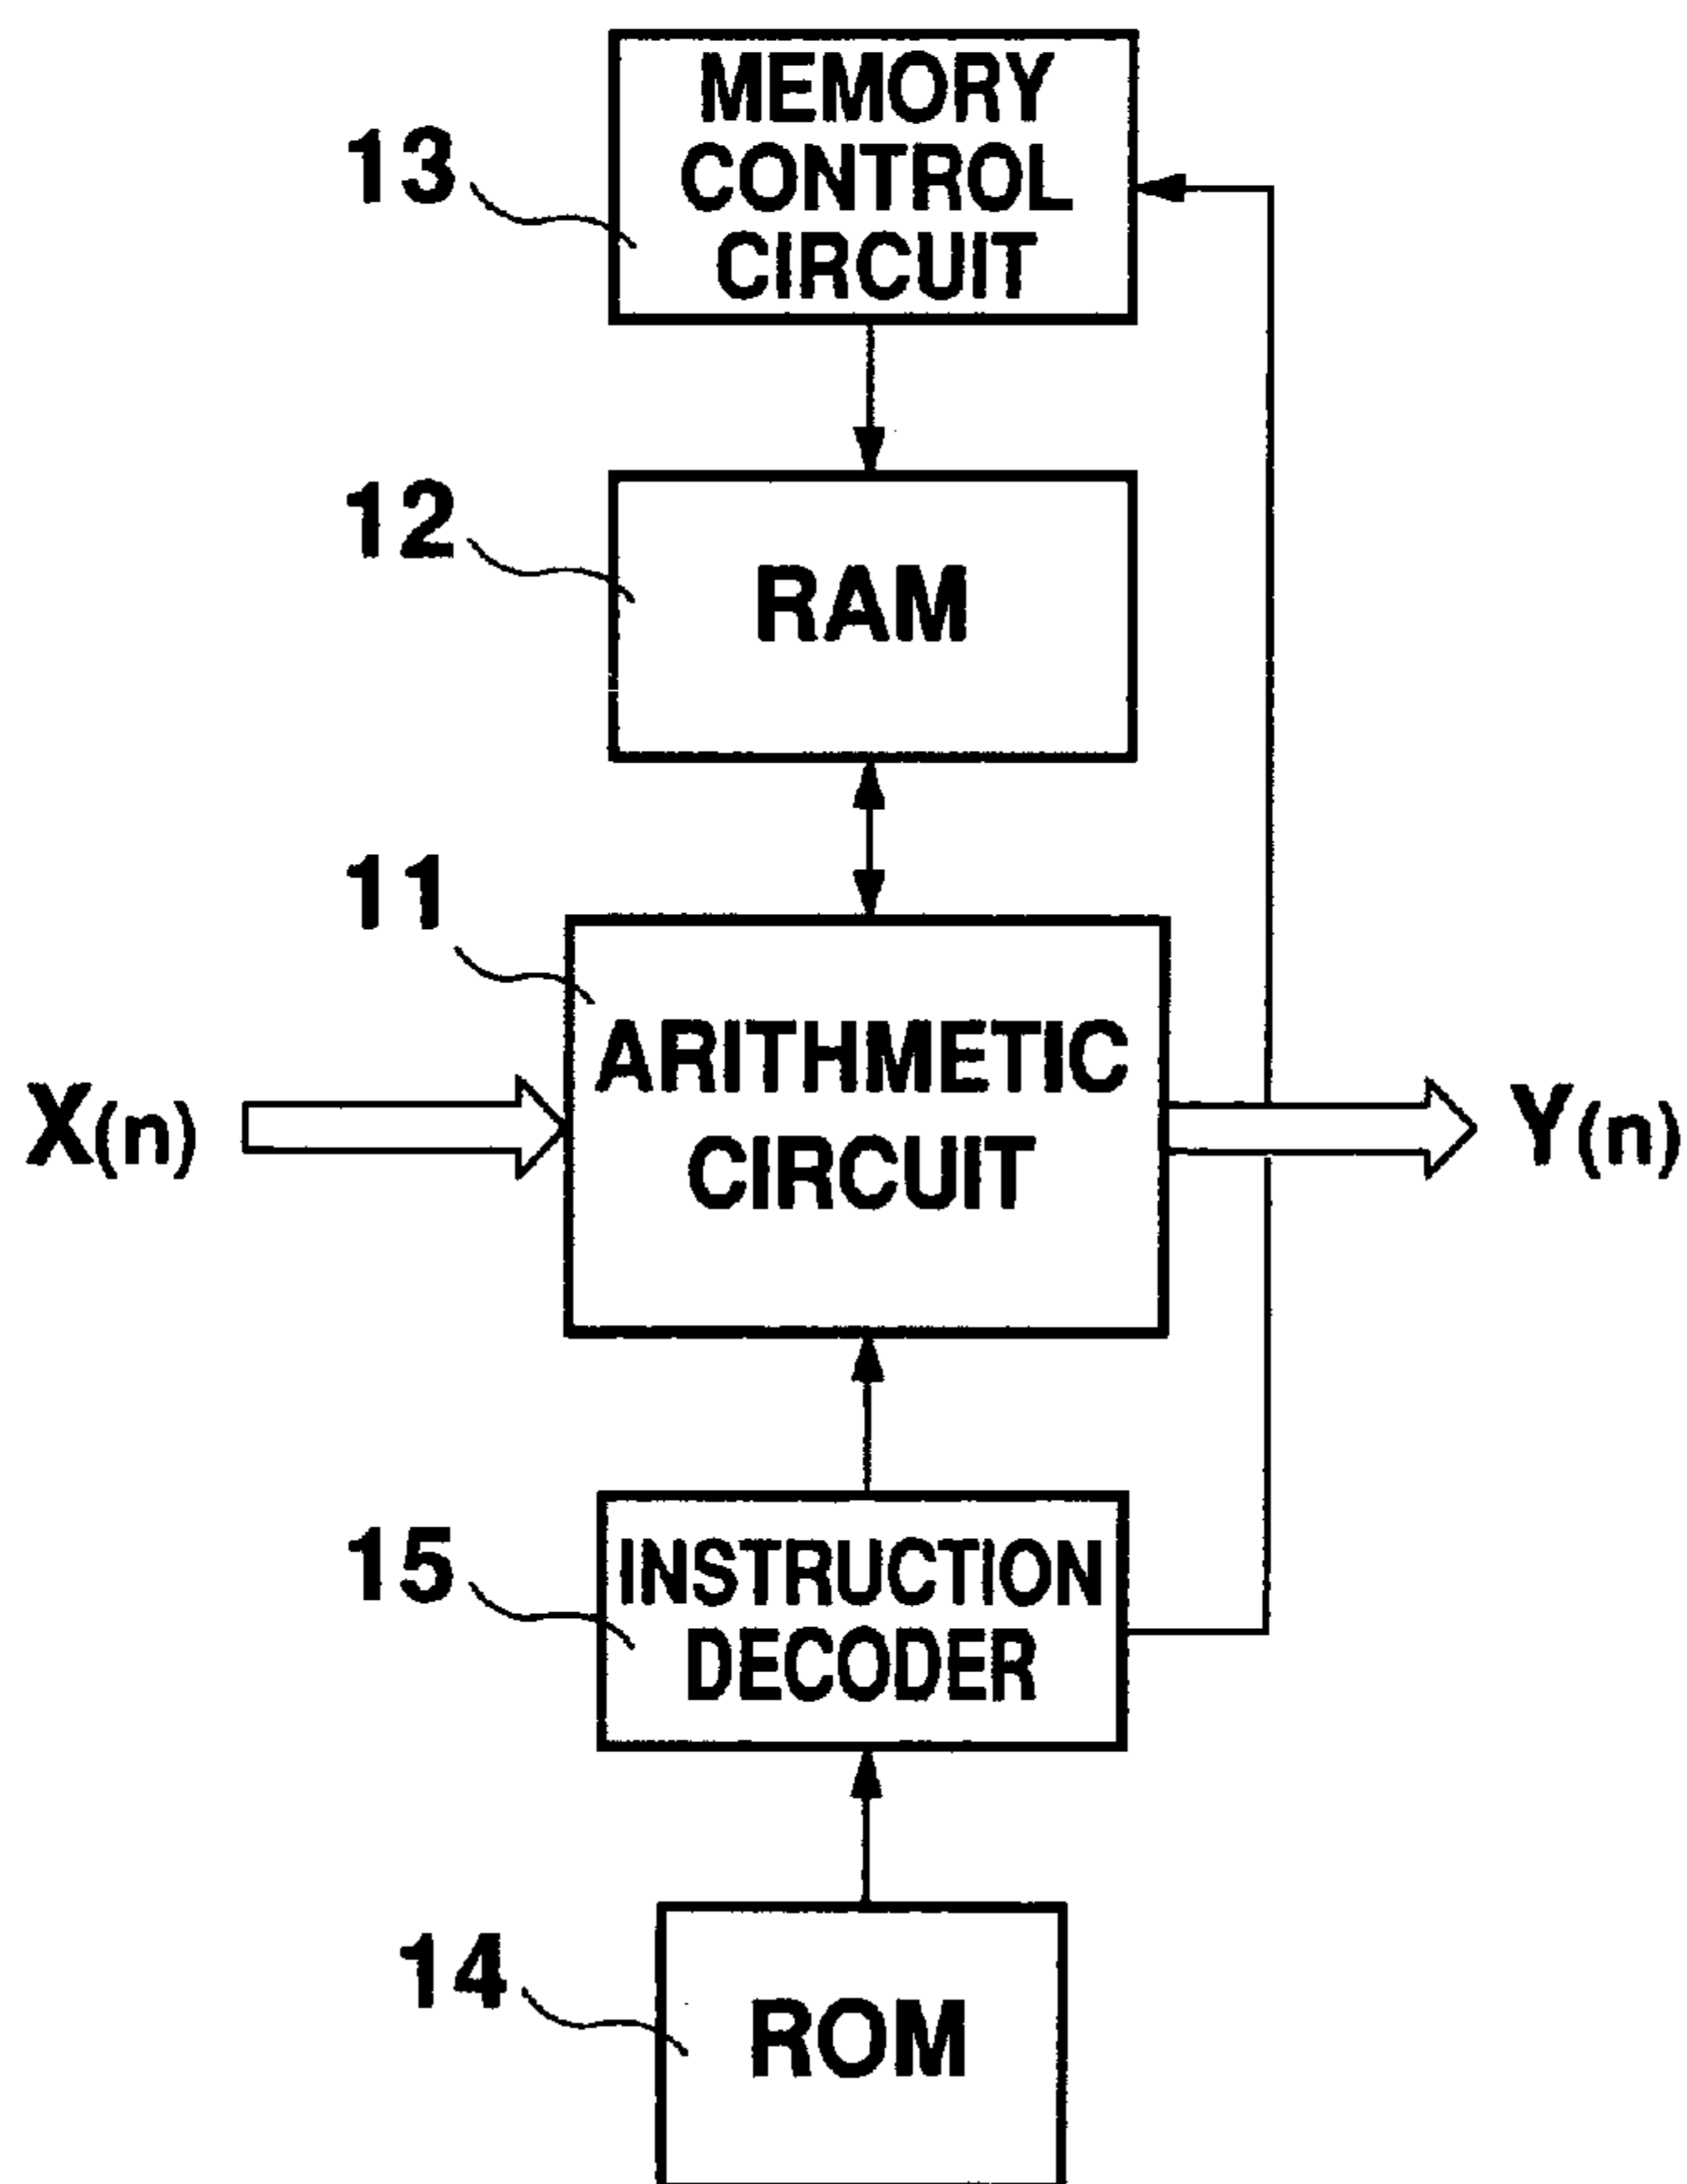 MEMORY
CONTROL
CIRCUIT
13
12
RAM
11
ARITHMETIC
CIRCUIT
X(n)
Y(n)
15
INSTRUCTION
DECODER
14
ROM